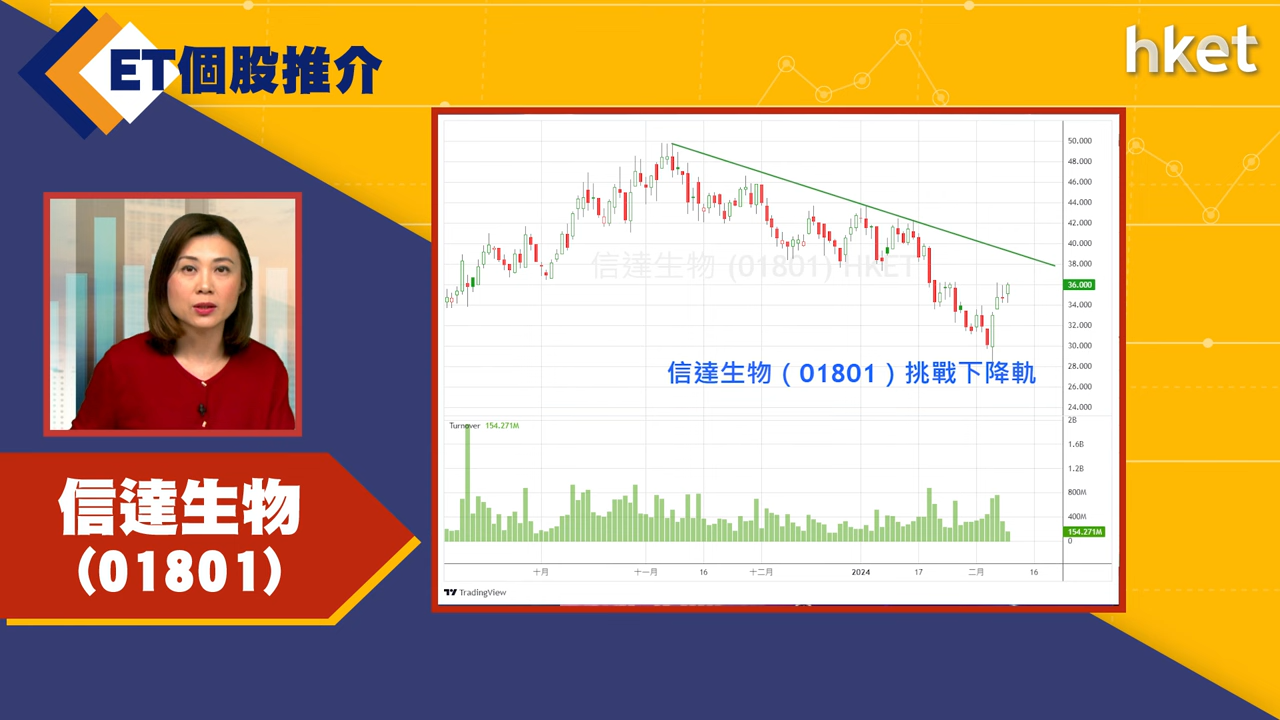 ET個股推介
hket
50.000
48.000
46.000
44.000
42.000
40.000
38.000
36.000
34.000
32.000
30.000
28.000
26.000
24.000
信達生物 (01801) HKET
信達生物（01801）挑戰下降軌
Turnover 154.271M
2B
1.6B
1.2B
800M
400M
154.271M
0
十月
十一月
16
十二月
2024
17
二月
16
TradingView
信達生物
(01801)